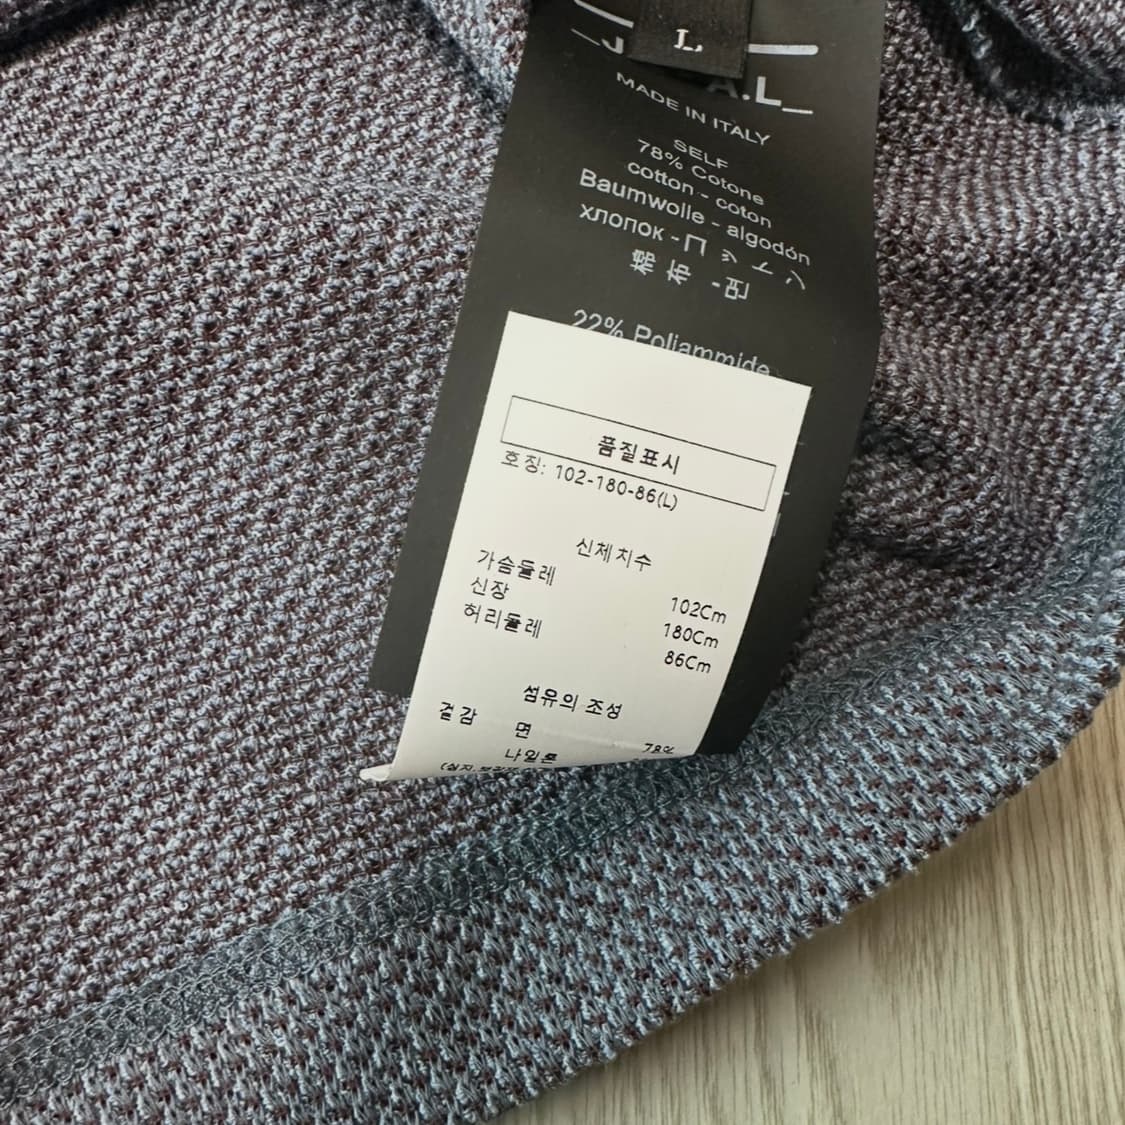 L
A.L_
MADE IN ITALY
SELF
78% Cotone
cotton - coton
Baumwolle - algodón
хлопок - コットン
棉布 - 면
22% Poliammide
품질표시
호칭: 102-180-86(L)
신체치수
가슴둘레 102Cm
신장 180Cm
허리둘레 86Cm
섬유의 조성
겉감 면 78%
나일론